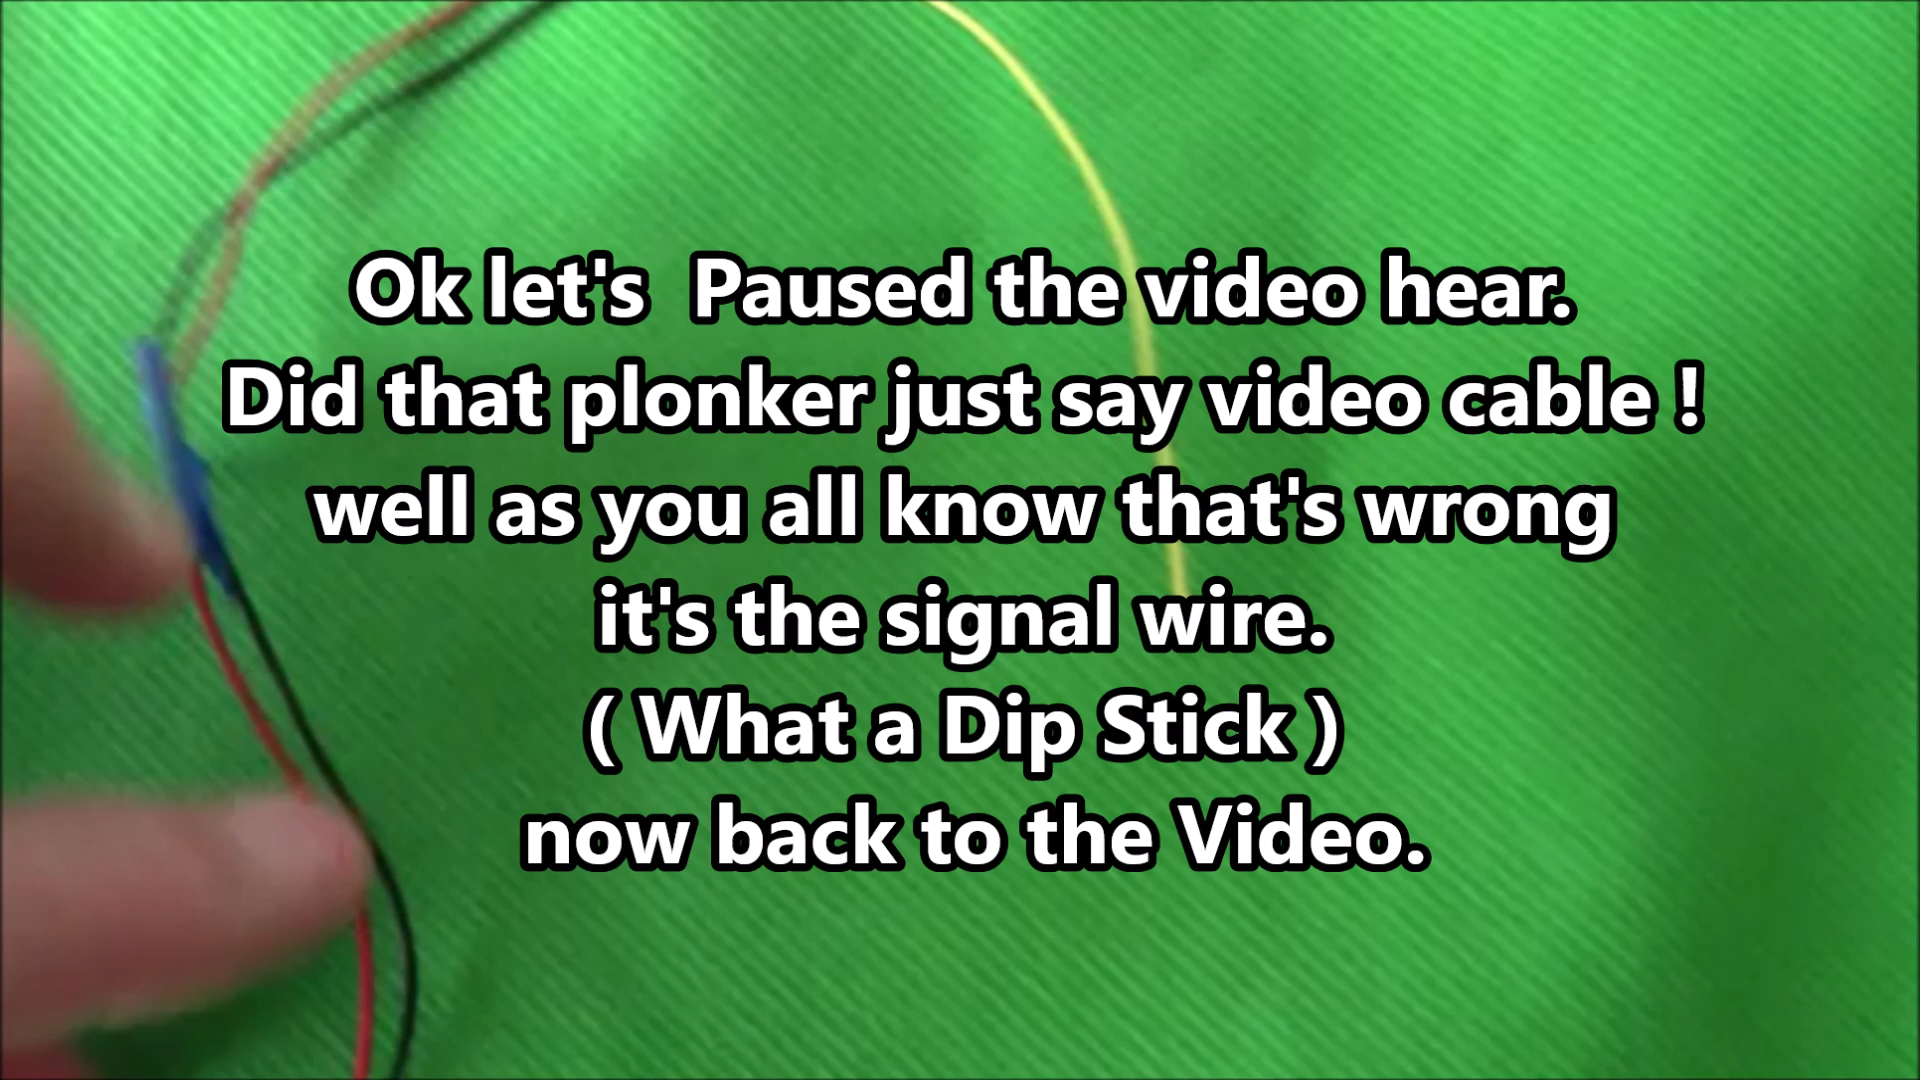 Ok let's  Paused the video hear.
Did that plonker just say video cable !
well as you all know that's wrong
it's the signal wire.
( What a Dip Stick )
now back to the Video.